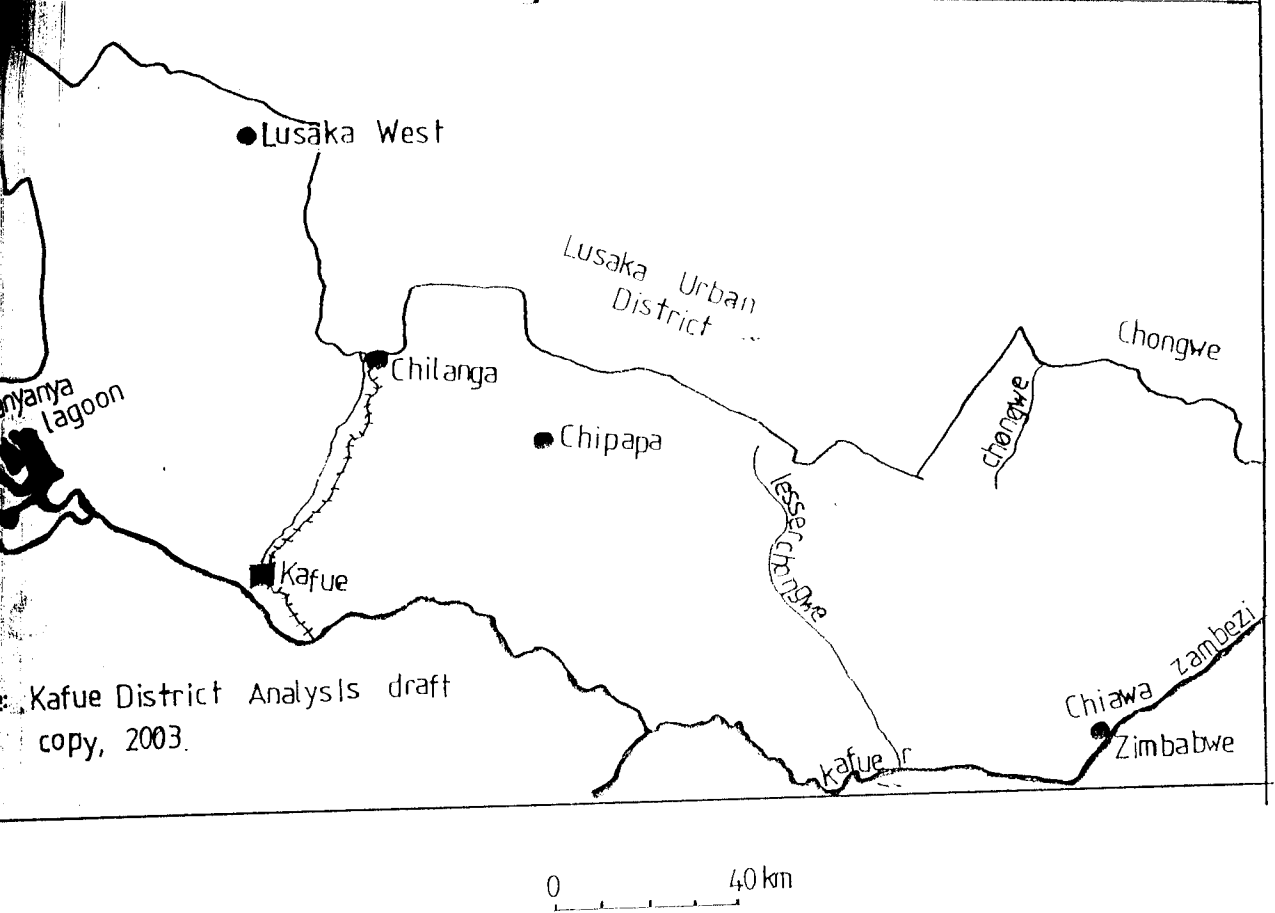 Lusaka West
Lusaka Urban
District
Chongwe
Chilanga
chongwe
nyanya
lagoon
Chipapa
lesser chongwe
Kafue
zambezi
Kafue District Analysis draft
copy, 2003.
Chiawa
Zimbabwe
kafue r
0 40 km